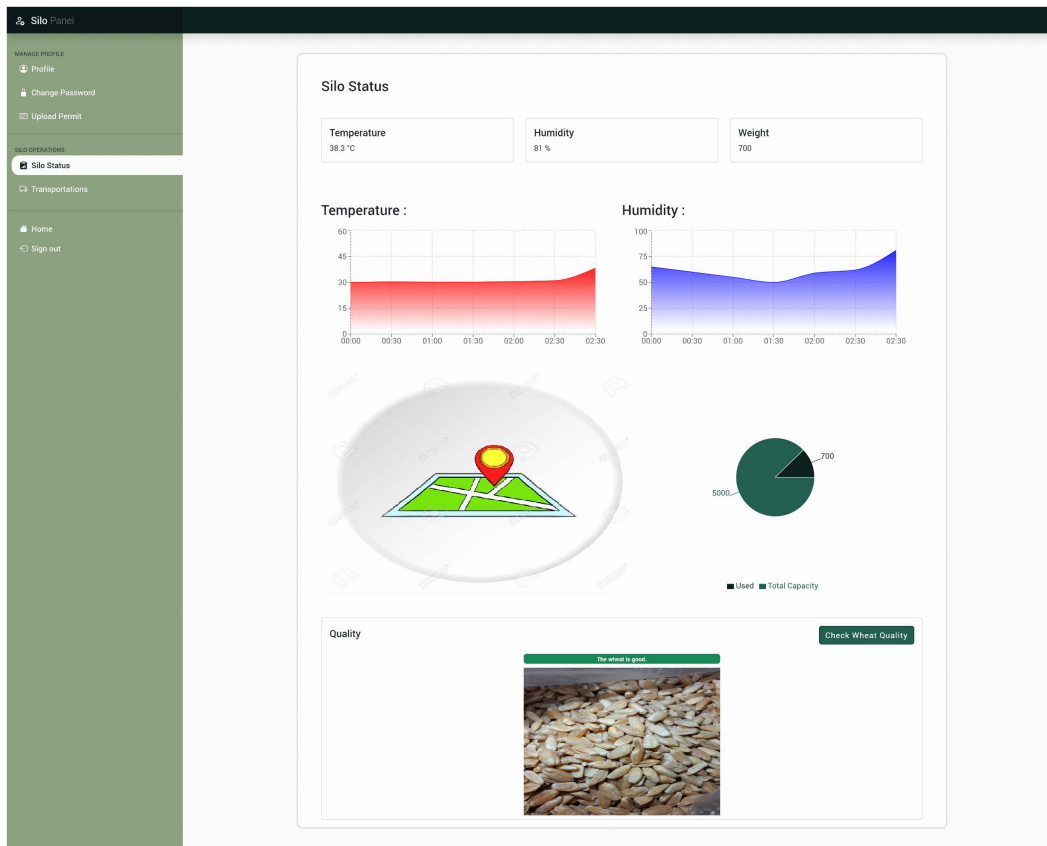 Silo Panel
MANAGE PROFILE
Profile
Change Password
Upload Permit
SILO OPERATIONS
Silo Status
Transportations
Home
Sign out
Silo Status
Temperature
38.3 °C
Humidity
81 %
Weight
700
Temperature :
60
45
30
15
0
00:00 00:30 01:00 01:30 02:00 02:30 02:30
Humidity :
100
75
50
25
0
00:00 00:30 01:00 01:30 02:00 02:30 02:30
700
5000
Used Total Capacity
Quality
Check Wheat Quality
The wheat is good.